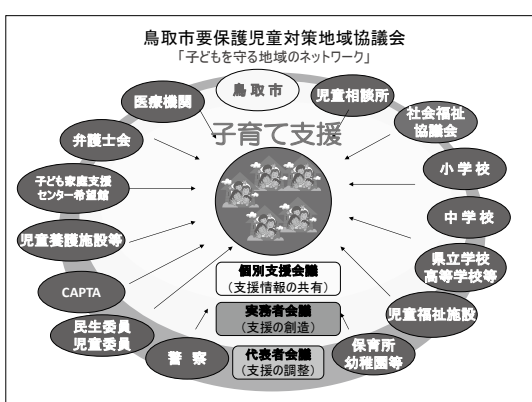 鳥取市要保護児童対策地域協議会
「子どもを守る地域のネットワーク」
鳥取市
医療機関
児童相談所
弁護士会
子育て支援
社会福祉
協議会
子ども家庭支援
センター希望館
小学校
児童養護施設等
中学校
個別支援会議
(支援情報の共有)
県立学校
高等学校等
CAPTA
実務者会議
(支援の創造)
児童福祉施設
民生委員
児童委員
警察
代表者会議
(支援の調整)
保育所
幼稚園等